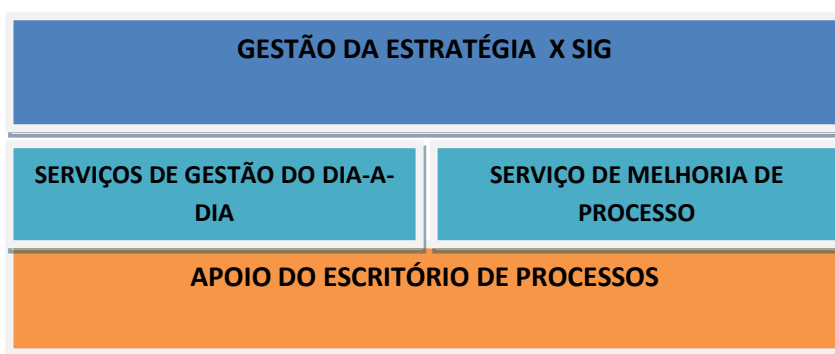 GESTÃO DA ESTRATÉGIA X SIG
SERVIÇOS DE GESTÃO DO DIA-A-
DIA
SERVIÇO DE MELHORIA DE
PROCESSO
APOIO DO ESCRITÓRIO DE PROCESSOS